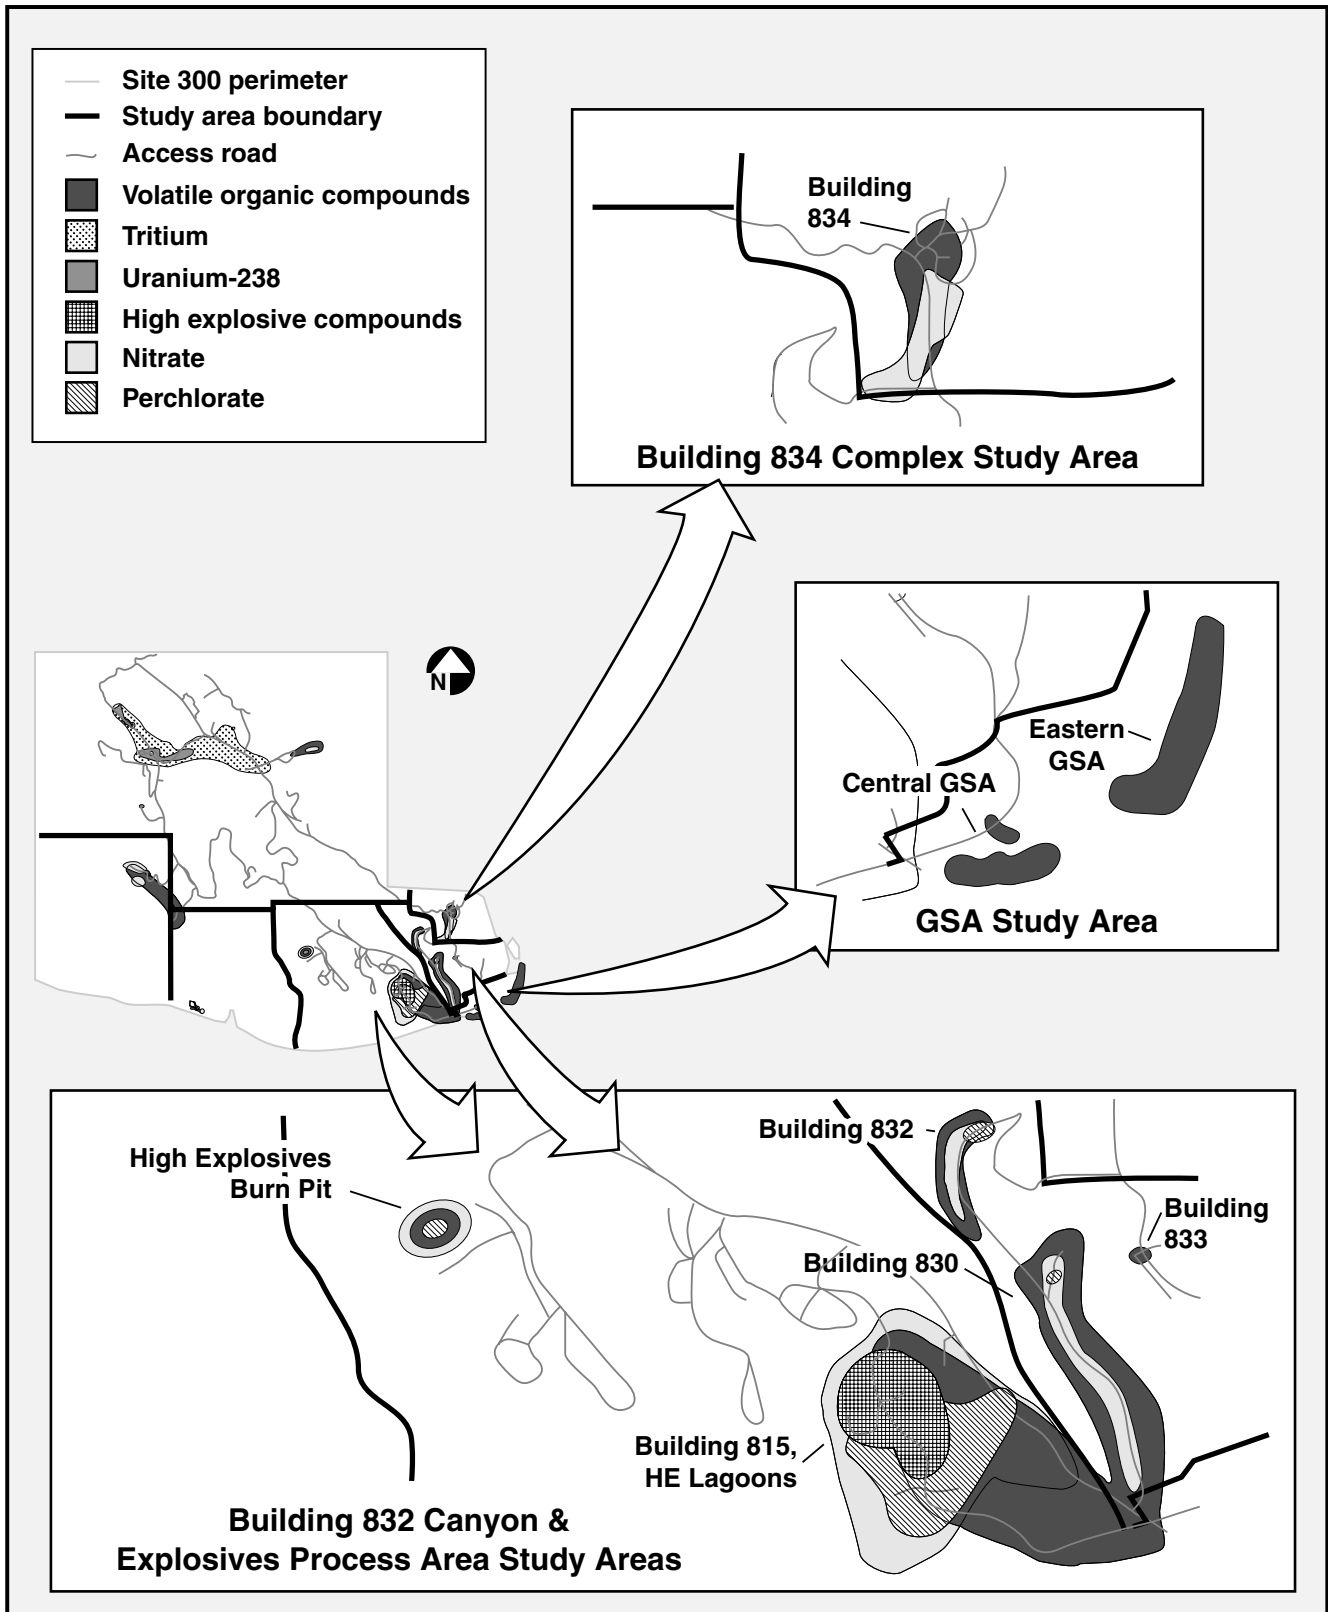 Site 300 perimeter
Study area boundary
Access road
Volatile organic compounds
Tritium
Uranium-238
High explosive compounds
Nitrate
Perchlorate
Building
834
Building 834 Complex Study Area
N
Eastern
GSA
Central GSA
GSA Study Area
High Explosives
Burn Pit
Building 832
Building
833
Building 830
Building 815,
HE Lagoons
Building 832 Canyon &
Explosives Process Area Study Areas